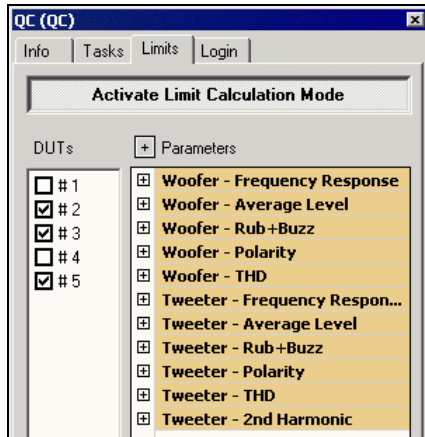 QC (QC)
Info Tasks Limits Login
Activate Limit Calculation Mode
DUTs + Parameters
#1
#2
#3
#4
#5
Woofer - Frequency Response
Woofer - Average Level
Woofer - Rub+Buzz
Woofer - Polarity
Woofer - THD
Tweeter - Frequency Respon...
Tweeter - Average Level
Tweeter - Rub+Buzz
Tweeter - Polarity
Tweeter - THD
Tweeter - 2nd Harmonic